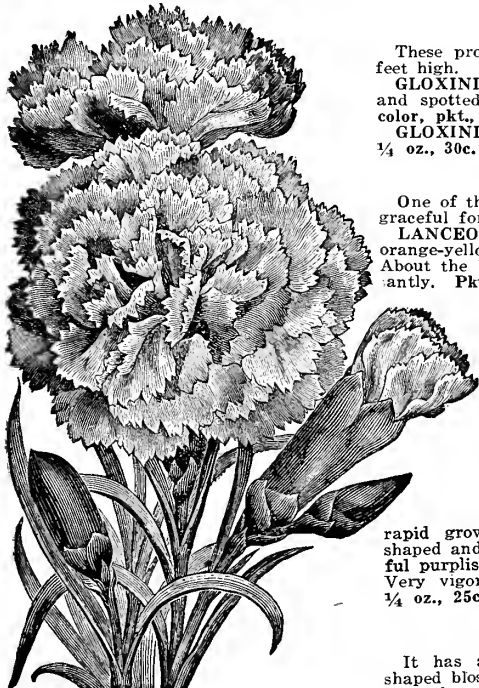 These pro
feet high.
GLOXINI
and spotted
color, pkt.,
GLOXINI
¼ oz., 30c.
One of th
graceful for
LANCEO
orange-yello
About the
antly. Pkt
rapid grow
shaped and
ful purplis
Very vigor
¼ oz., 25c
It has a
shaped blos